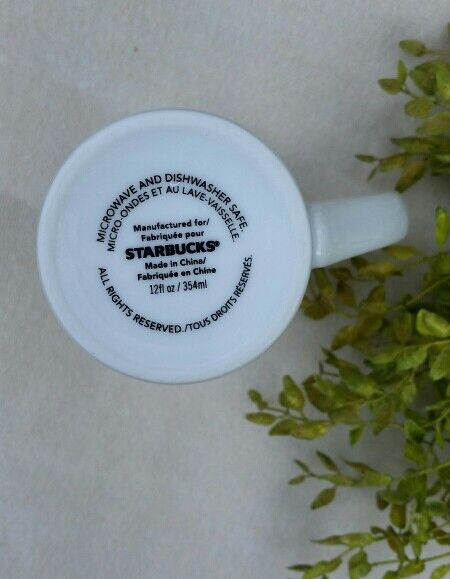 MICROWAVE AND DISHWASHER SAFE.
MICRO-ONDES ET AU LAVE-VAISSELLE.
Manufactured for/
Fabriquée pour
STARBUCKS®
Made in China/
Fabriquée en Chine
12fl oz / 354ml
ALL RIGHTS RESERVED./TOUS DROITS RÉSERVÉS.